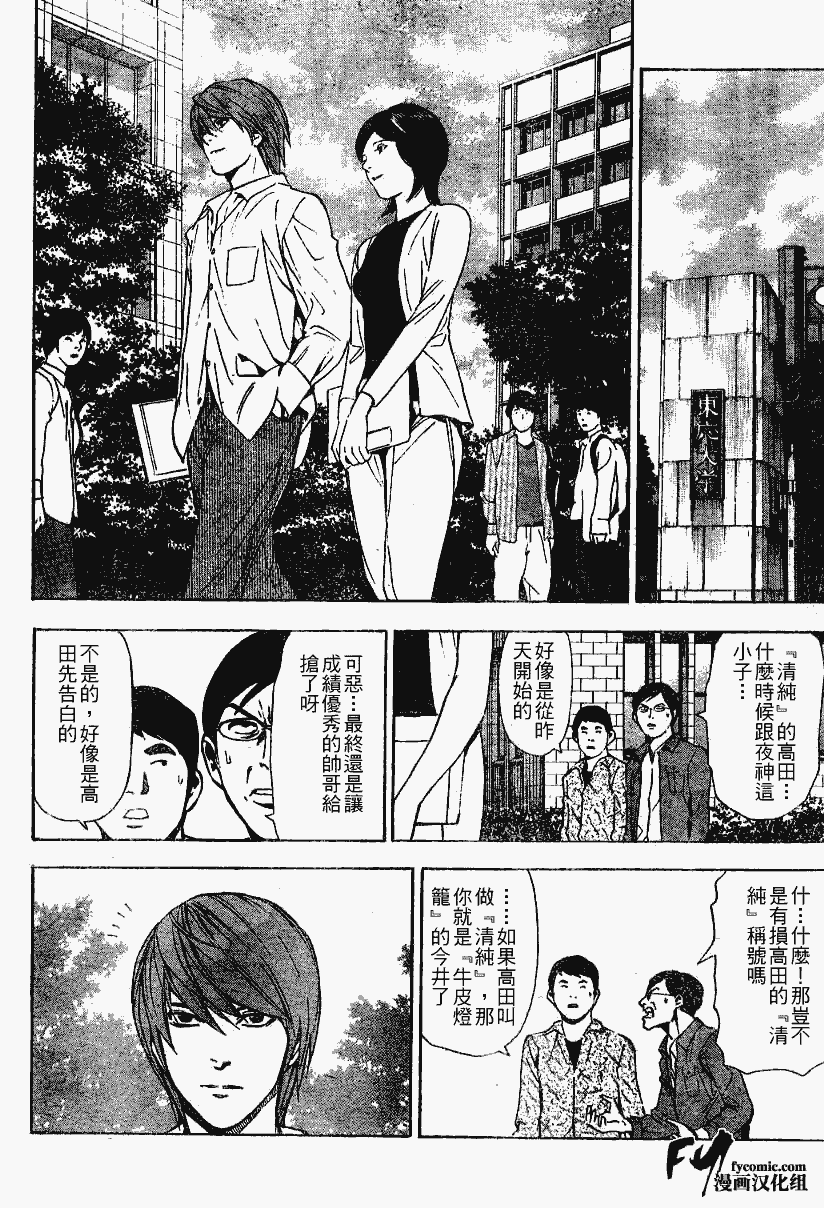 東応大学
『清純』的高田…
什麼時候跟夜神這
小子…
好像是從昨
天開始的
可惡…最終還是讓
成績優秀的帥哥給
搶了呀
不是的，好像是高
田先告白的
什…什麼！那豈不
是有損高田的『清
純』稱號嗎
……如果高田叫
做『清純』，那
你就是『牛皮燈
籠』的今井了
FY
fycomic.com
漫画汉化组